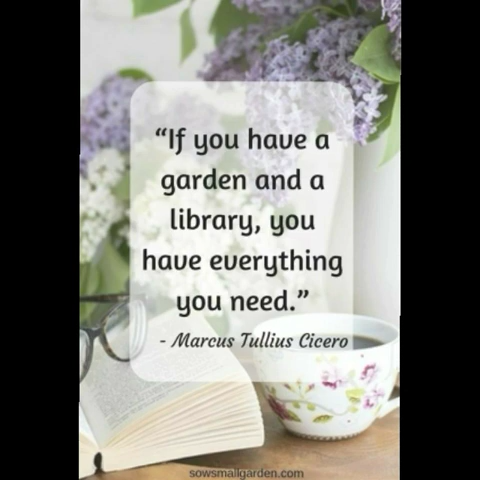 “If you have a
garden and a
library, you
have everything
you need.”
- Marcus Tullius Cicero
sowsmallgarden.com